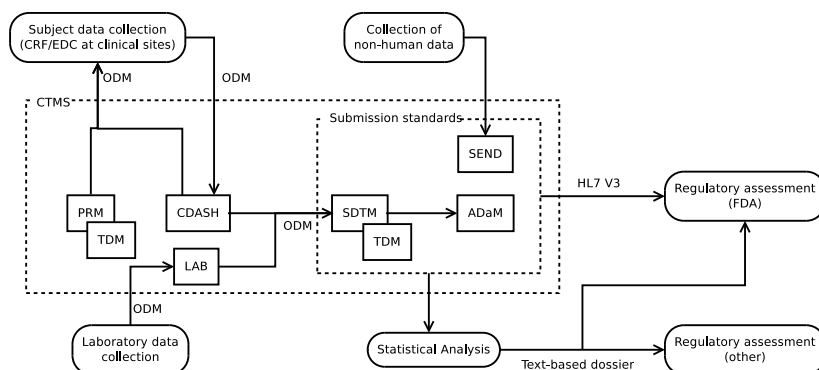 Subject data collection
(CRF/EDC at clinical sites)
Collection of
non-human data
ODM
ODM
CTMS
Submission standards
SEND
HL7 V3
Regulatory assessment
(FDA)
PRM
TDM
CDASH
ODM
SDTM
TDM
ADaM
LAB
ODM
Laboratory data
collection
Statistical Analysis
Text-based dossier
Regulatory assessment
(other)